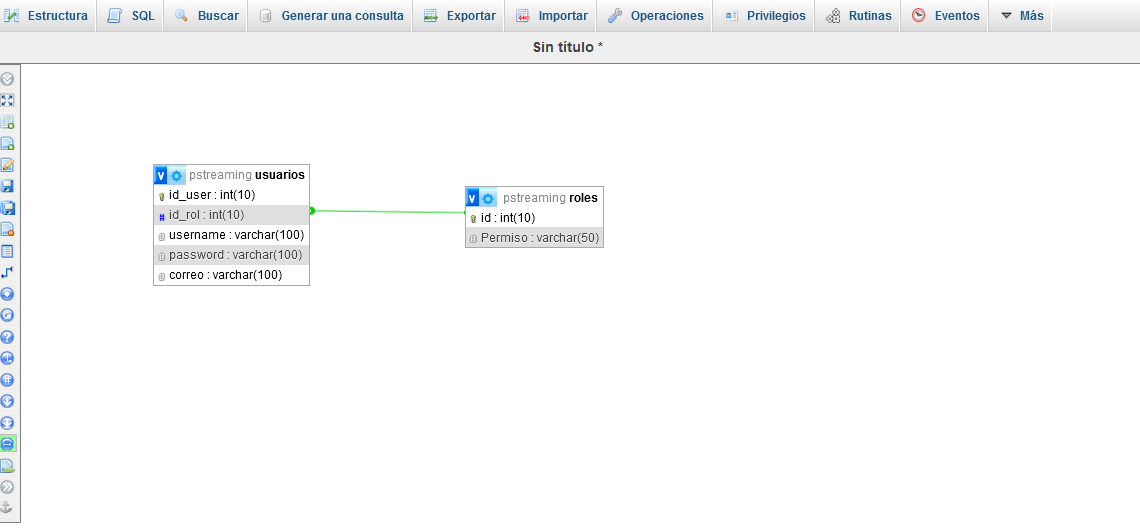 Estructura SQL Buscar Generar una consulta Exportar Importar Operaciones Privilegios Rutinas Eventos Más
Sin título *
v pstreaming usuarios
id_user : int(10)
# id_rol : int(10)
username : varchar(100)
password : varchar(100)
correo : varchar(100)
v pstreaming roles
id : int(10)
Permiso : varchar(50)